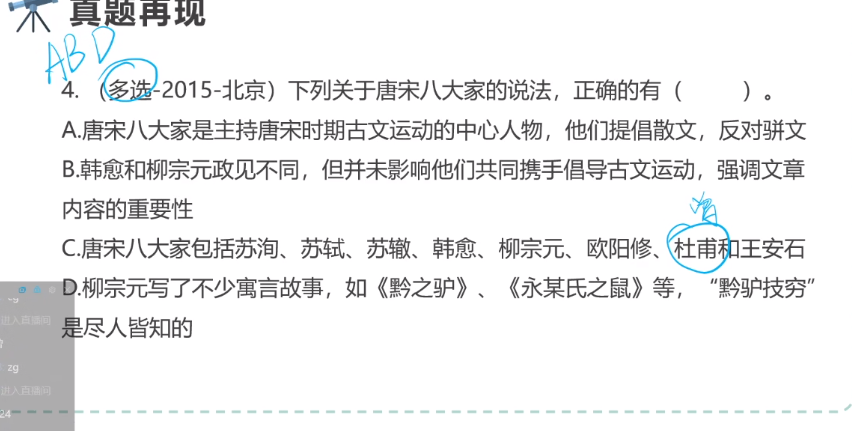 真题再现
ABD
4. （多选-2015-北京）下列关于唐宋八大家的说法，正确的有（　　）。
A.唐宋八大家是主持唐宋时期古文运动的中心人物，他们提倡散文，反对骈文
B.韩愈和柳宗元政见不同，但并未影响他们共同携手倡导古文运动，强调文章
内容的重要性
曾
C.唐宋八大家包括苏洵、苏轼、苏辙、韩愈、柳宗元、欧阳修、杜甫和王安石
D.柳宗元写了不少寓言故事，如《黔之驴》、《永某氏之鼠》等，“黔驴技穷”
是尽人皆知的
进入直播间
zg
进入直播间
24